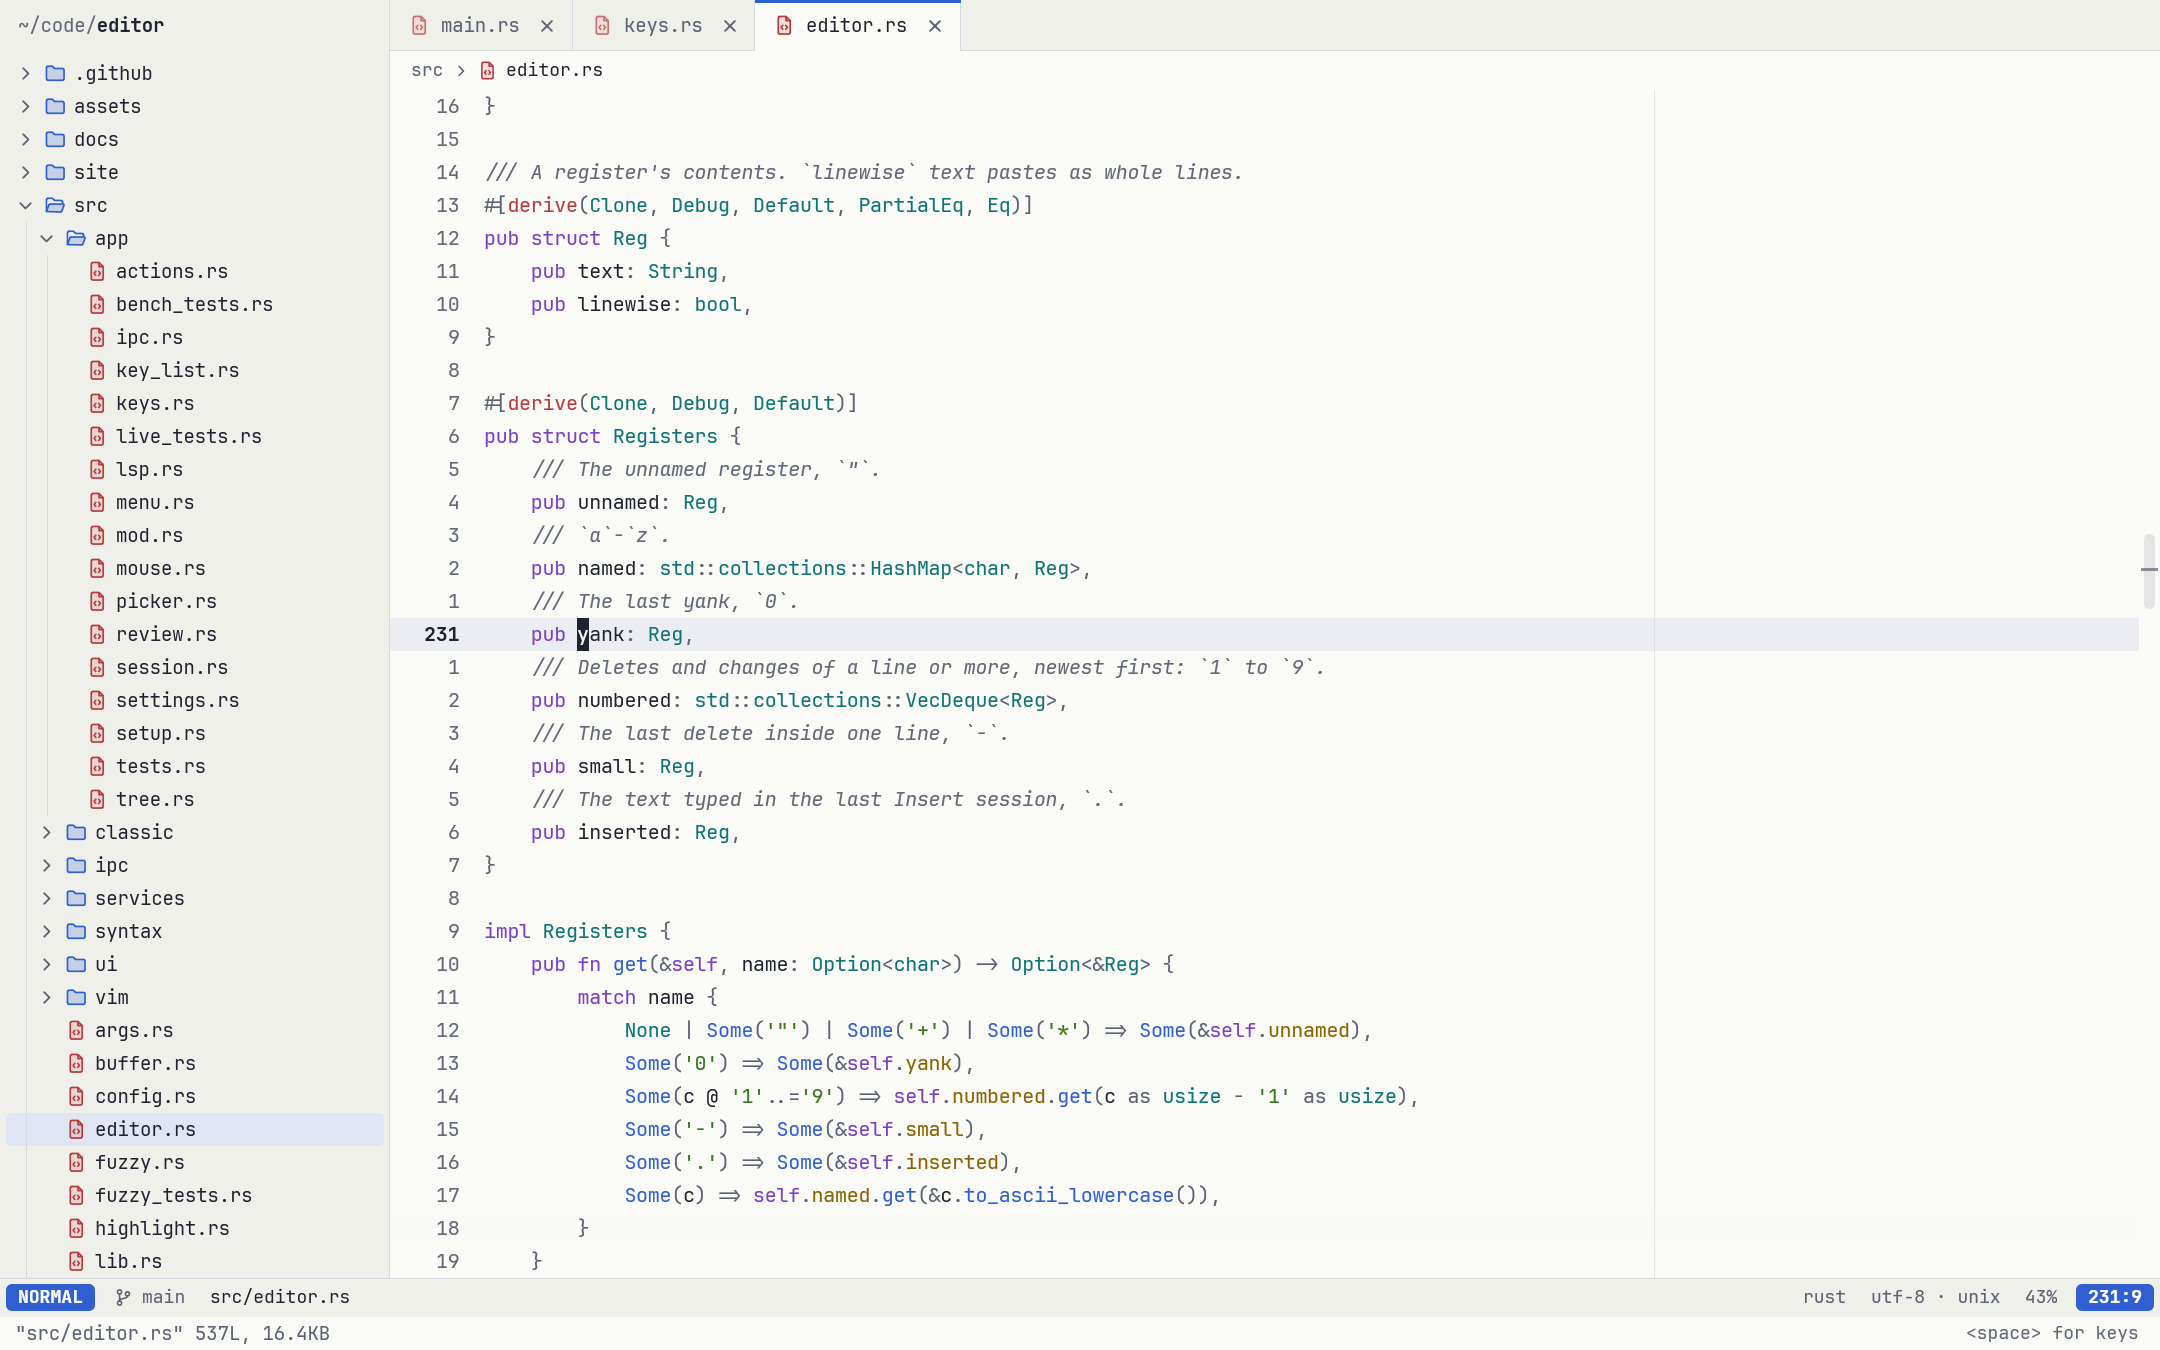 ~/code/editor
.github
assets
docs
site
src
app
actions.rs
bench_tests.rs
ipc.rs
key_list.rs
keys.rs
live_tests.rs
lsp.rs
menu.rs
mod.rs
mouse.rs
picker.rs
review.rs
session.rs
settings.rs
setup.rs
tests.rs
tree.rs
classic
ipc
services
syntax
ui
vim
args.rs
buffer.rs
config.rs
editor.rs
fuzzy.rs
fuzzy_tests.rs
highlight.rs
lib.rs
main.rs
keys.rs
editor.rs
src > editor.rs
16 }
15
14 /// A register's contents. `linewise` text pastes as whole lines.
13 #[derive(Clone, Debug, Default, PartialEq, Eq)]
12 pub struct Reg {
11     pub text: String,
10     pub linewise: bool,
9 }
8
7 #[derive(Clone, Debug, Default)]
6 pub struct Registers {
5     /// The unnamed register, `"`.
4     pub unnamed: Reg,
3     /// `a`-`z`.
2     pub named: std::collections::HashMap<char, Reg>,
1     /// The last yank, `0`.
231     pub yank: Reg,
1     /// Deletes and changes of a line or more, newest first: `1` to `9`.
2     pub numbered: std::collections::VecDeque<Reg>,
3     /// The last delete inside one line, `-`.
4     pub small: Reg,
5     /// The text typed in the last Insert session, `.`.
6     pub inserted: Reg,
7 }
8
9 impl Registers {
10     pub fn get(&self, name: Option<char>) -> Option<&Reg> {
11         match name {
12             None | Some('"') | Some('+') | Some('*') => Some(&self.unnamed),
13             Some('0') => Some(&self.yank),
14             Some(c @ '1'..='9') => self.numbered.get(c as usize - '1' as usize),
15             Some('-') => Some(&self.small),
16             Some('.') => Some(&self.inserted),
17             Some(c) => self.named.get(&c.to_ascii_lowercase()),
18         }
19     }
NORMAL main src/editor.rs
rust utf-8 · unix 43% 231:9
"src/editor.rs" 537L, 16.4KB
<space> for keys